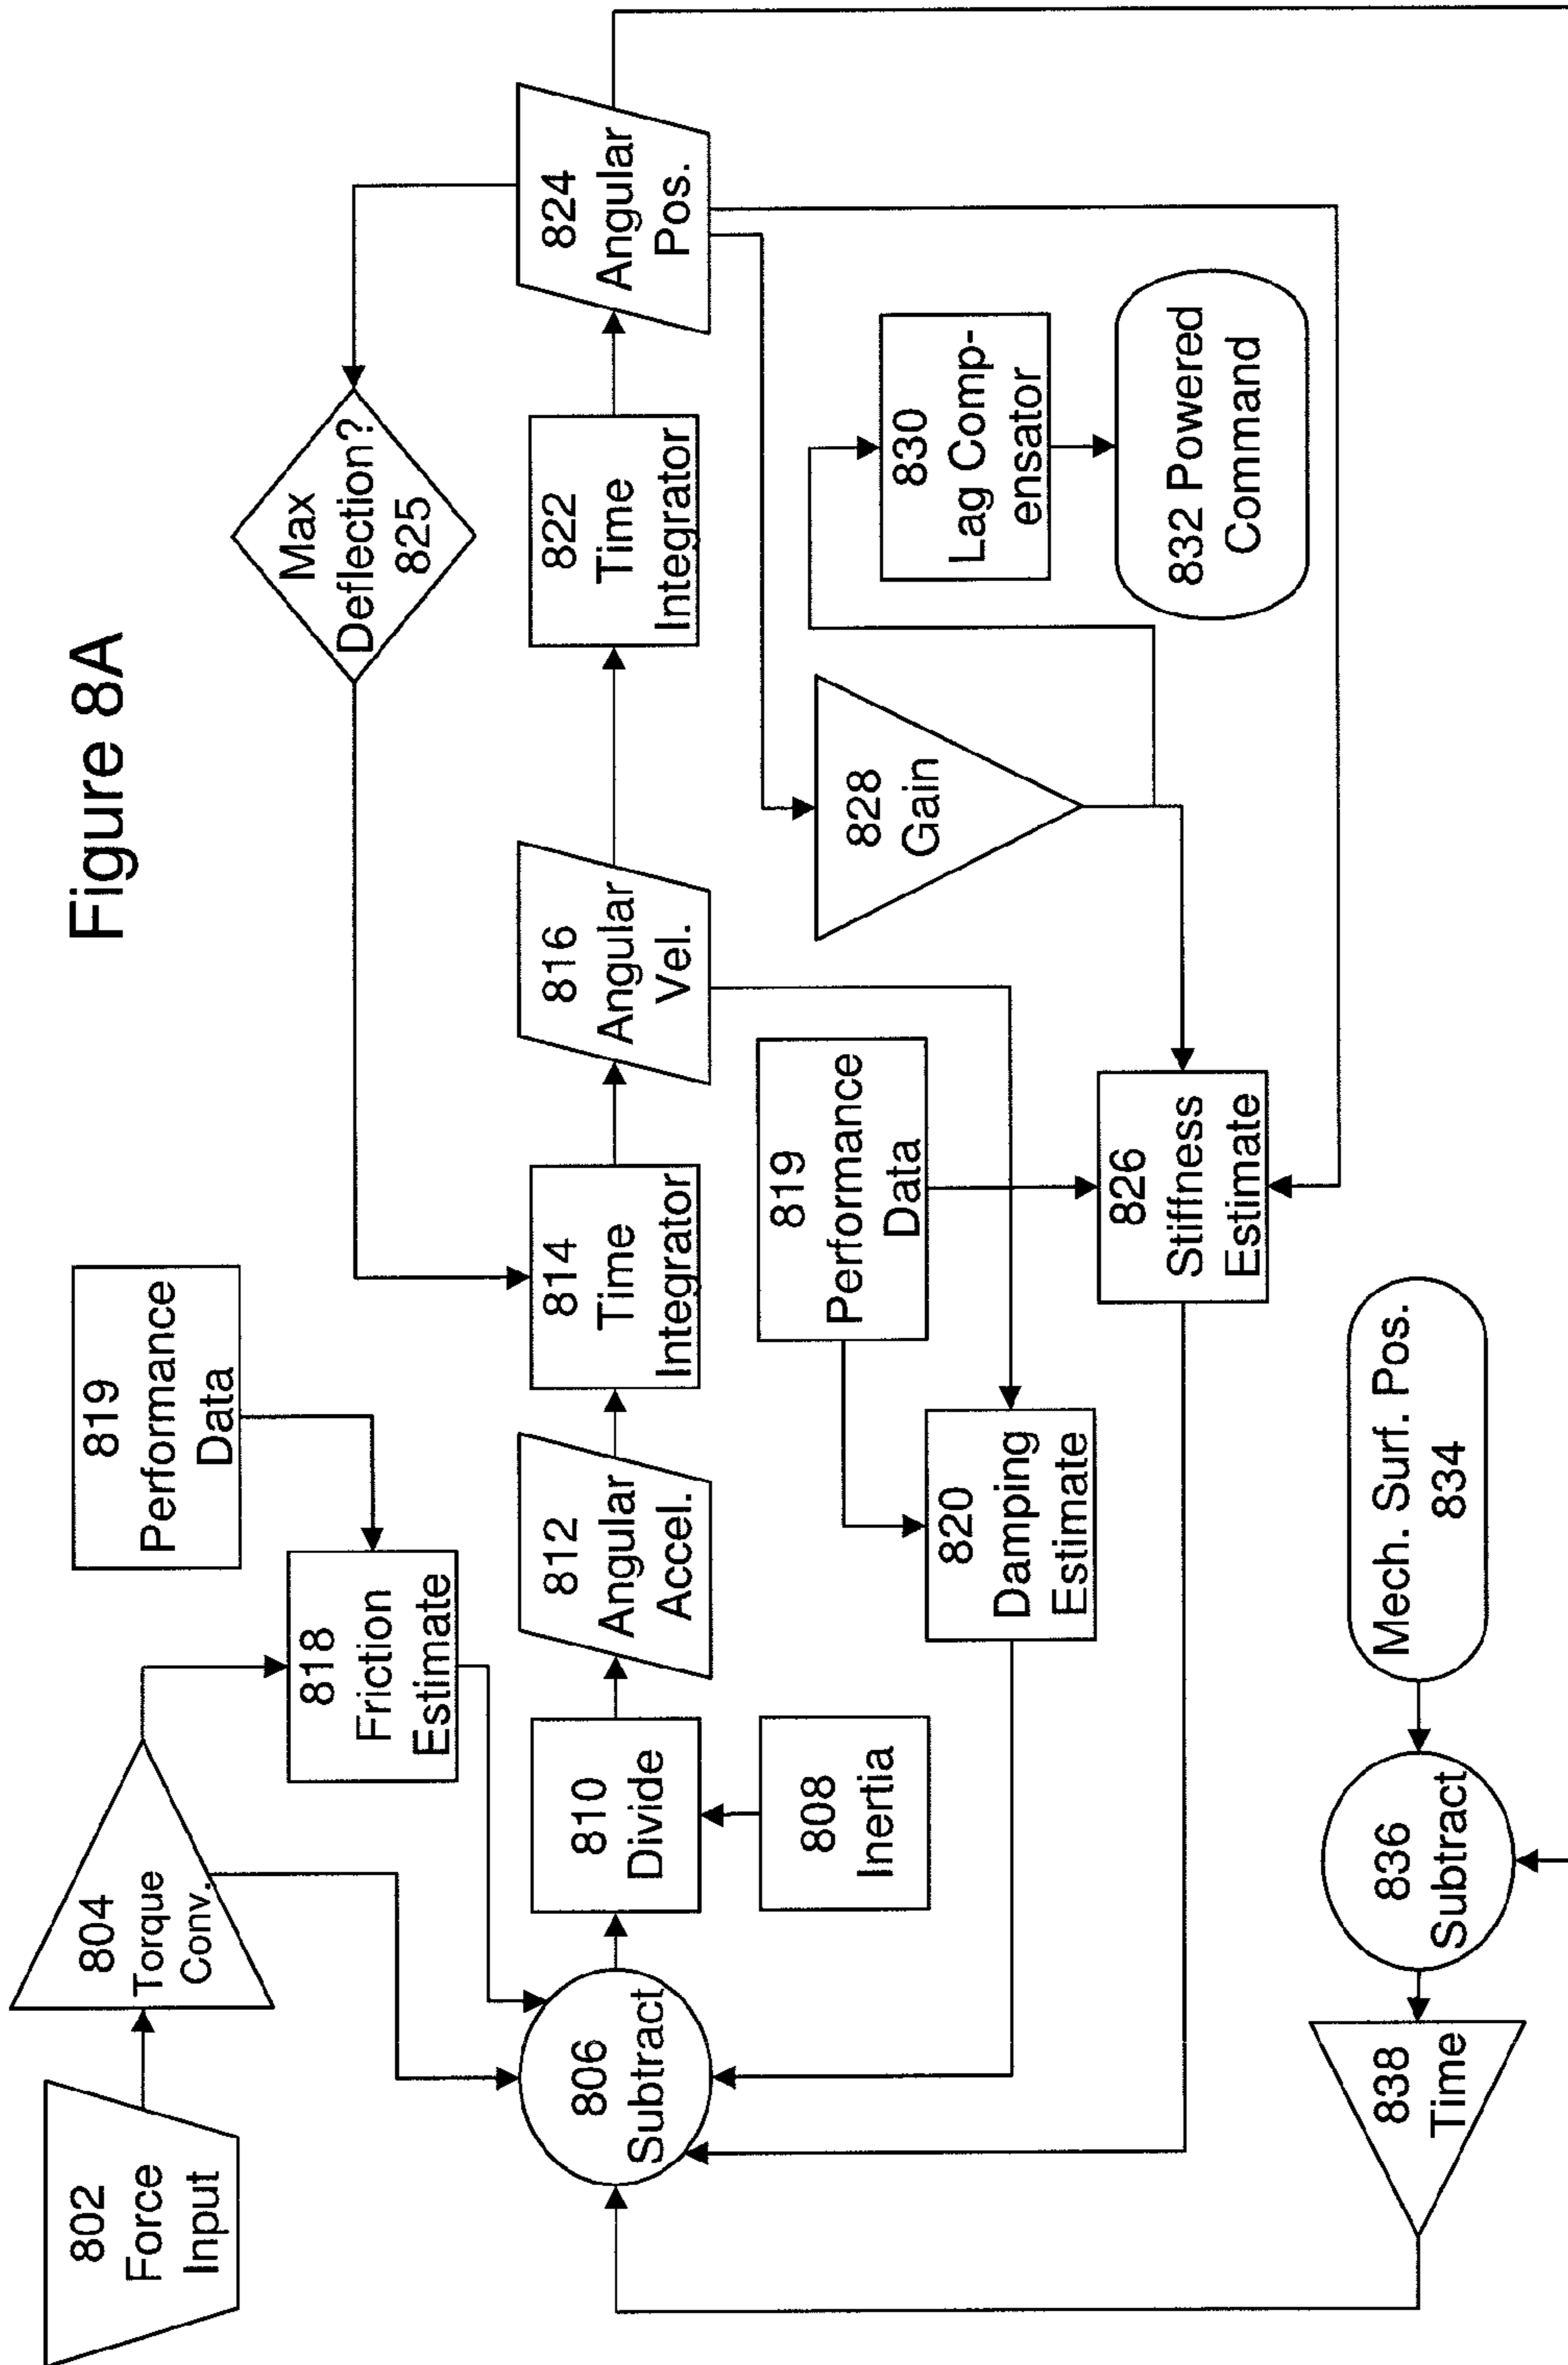 Figure 8A
802
Force
Input
804
Torque
Conv.
819
Performance
Data
818
Friction
Estimate
Max
Deflection?
825
806
Subtract
810
Divide
812
Angular
Accel.
814
Time
Integrator
816
Angular
Vel.
822
Time
Integrator
824
Angular
Pos.
808
Inertia
819
Performance
Data
828
Gain
830
Lag Comp-
ensator
820
Damping
Estimate
826
Stiffness
Estimate
832 Powered
Command
838
Time
836
Subtract
Mech. Surf. Pos.
834